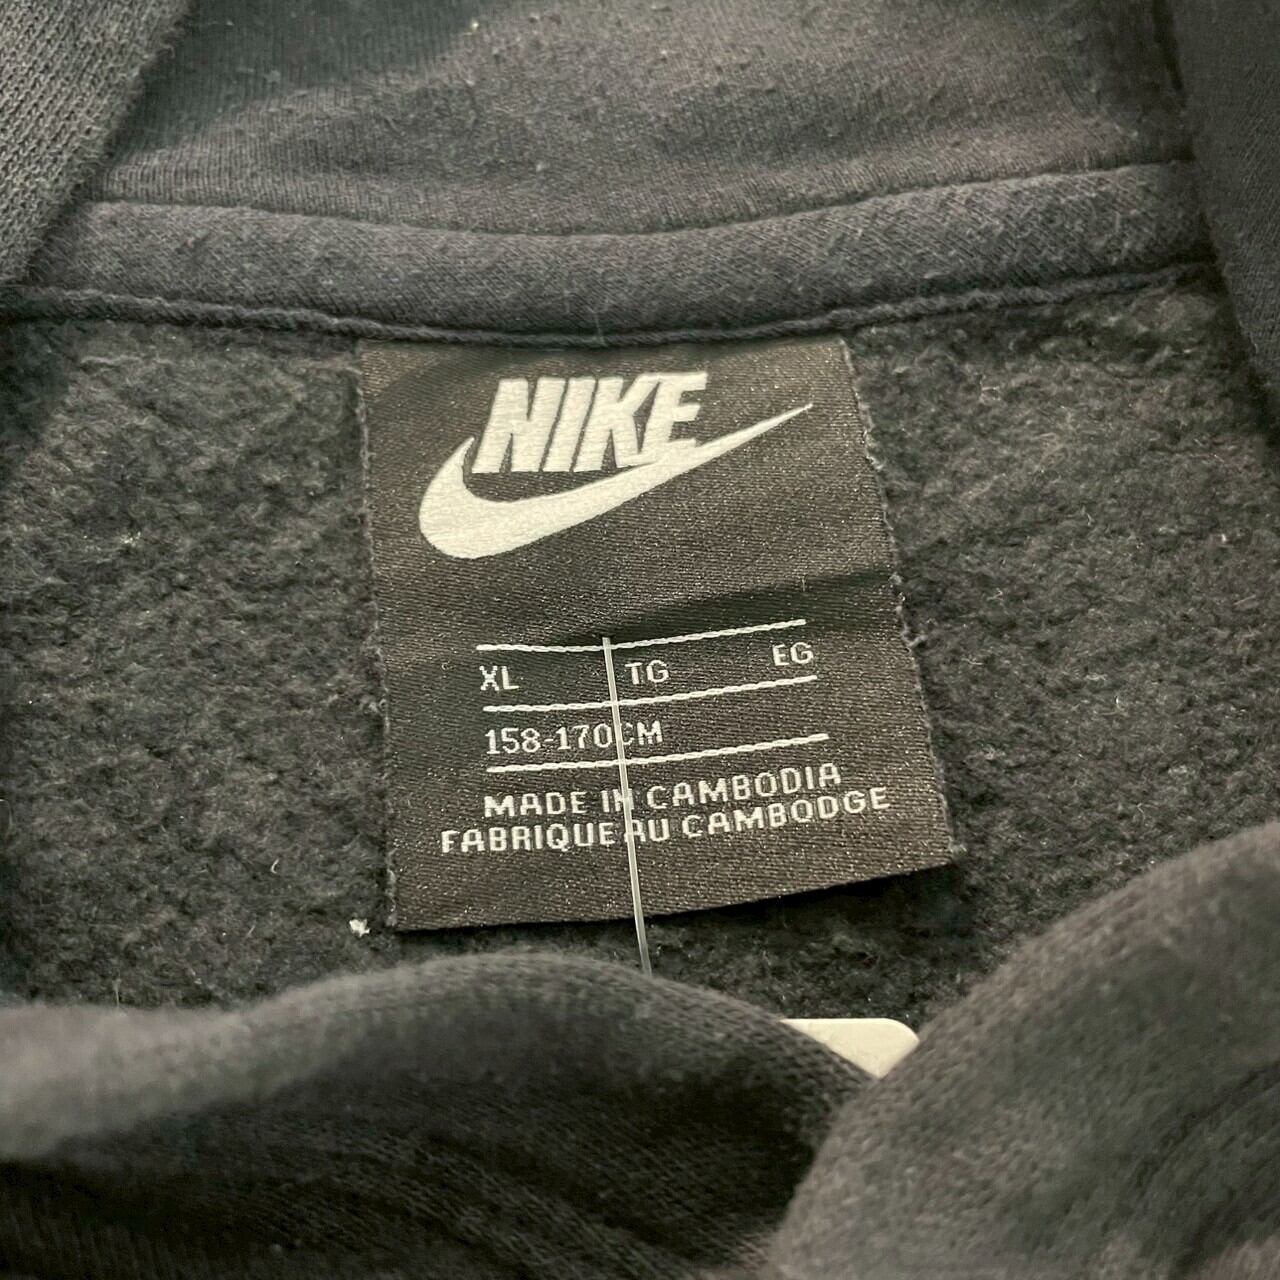 NIKE
XL TG EG
158-170CM
MADE IN CAMBODIA
FABRIQUE AU CAMBODGE